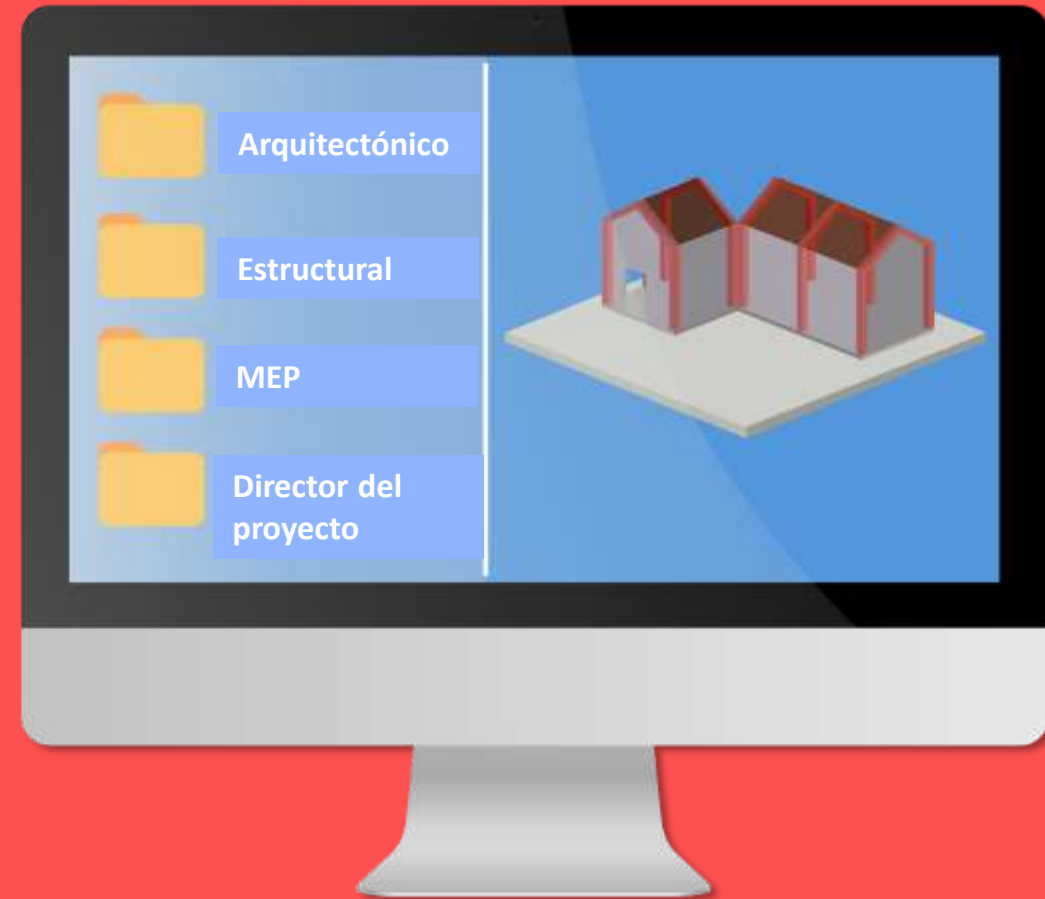 Arquitectónico
Estructural
MEP
Director del
proyecto